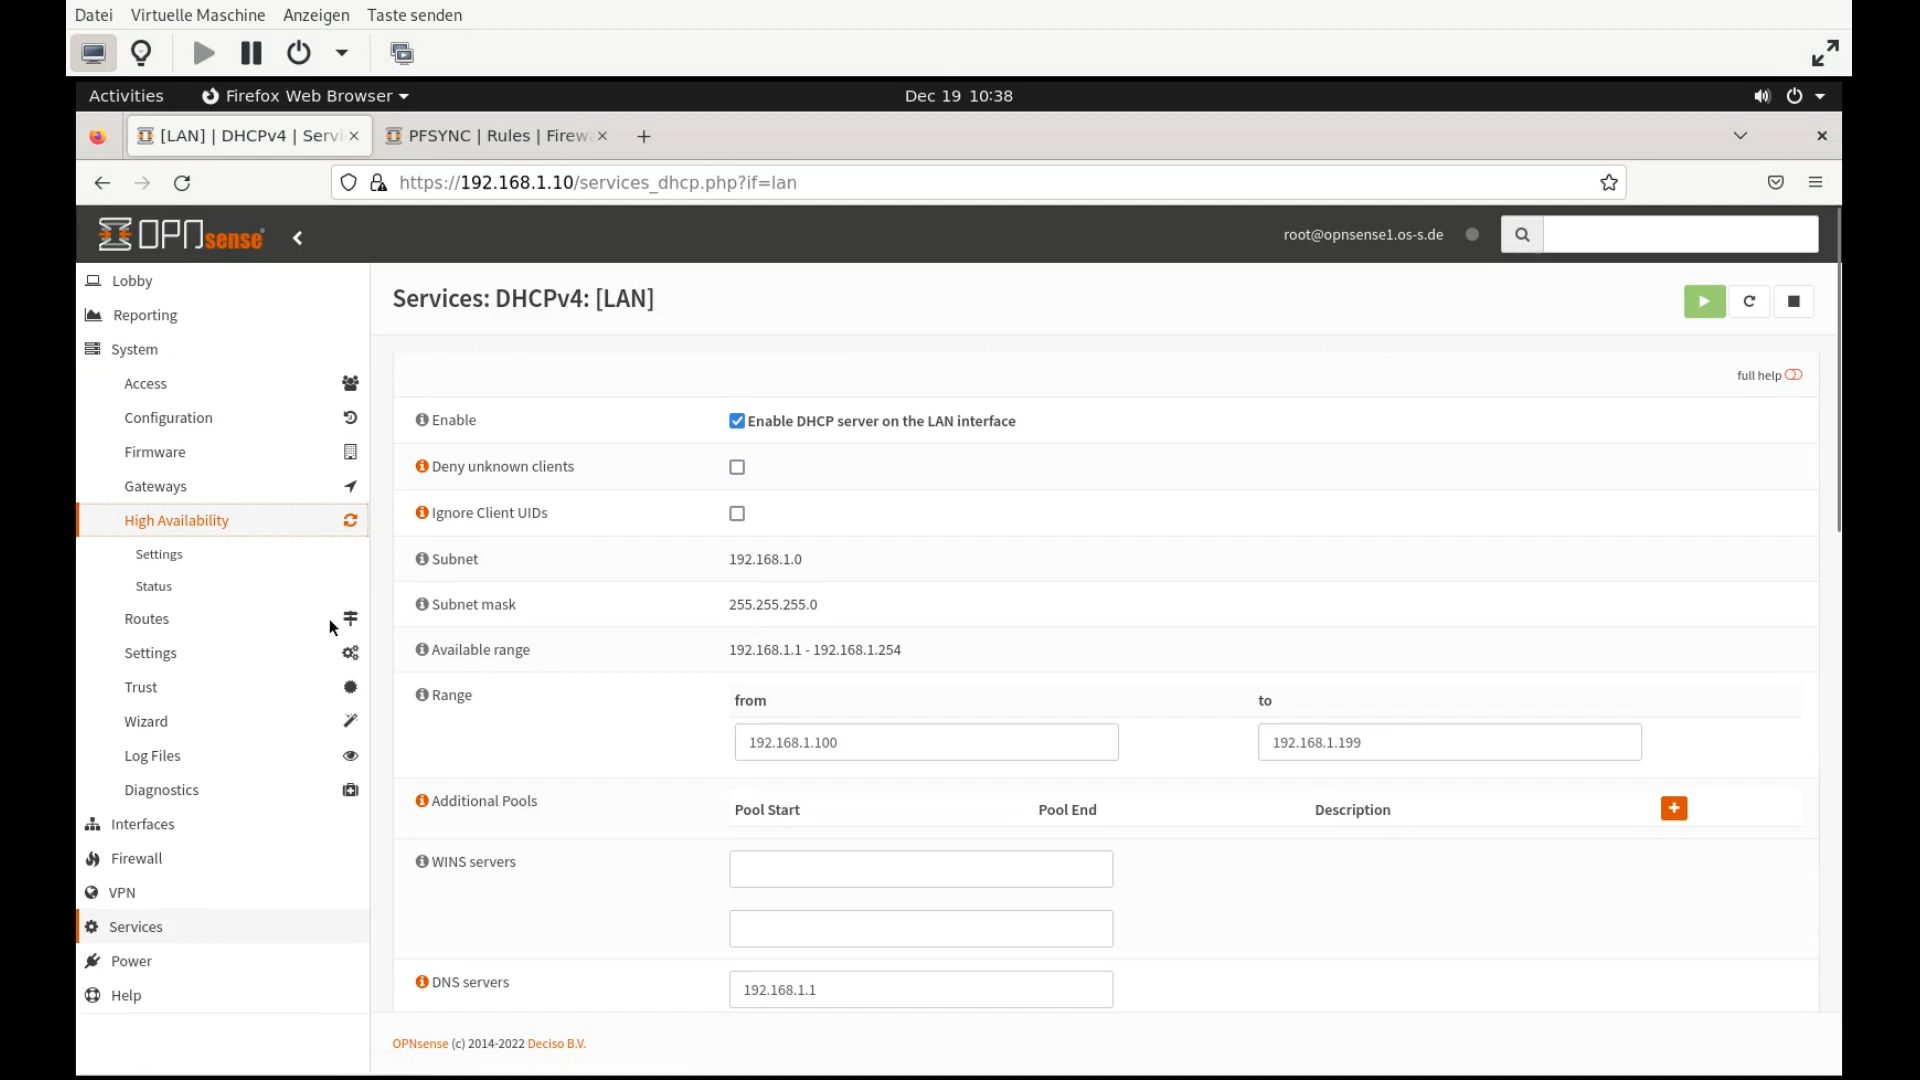 Datei Virtuelle Maschine Anzeigen Taste senden
Activities Firefox Web Browser Dec 19 10:38
[LAN] | DHCPv4 | Servi PFSYNC | Rules | Firew
https://192.168.1.10/services_dhcp.php?if=lan
OPNsense root@opnsense1.os-s.de
Lobby
Reporting
System
Access
Configuration
Firmware
Gateways
High Availability
Settings
Status
Routes
Settings
Trust
Wizard
Log Files
Diagnostics
Interfaces
Firewall
VPN
Services
Power
Help
Services: DHCPv4: [LAN]
full help
Enable Enable DHCP server on the LAN interface
Deny unknown clients
Ignore Client UIDs
Subnet 192.168.1.0
Subnet mask 255.255.255.0
Available range 192.168.1.1 - 192.168.1.254
Range from to
192.168.1.100 192.168.1.199
Additional Pools Pool Start Pool End Description
WINS servers
DNS servers 192.168.1.1
OPNsense (c) 2014-2022 Deciso B.V.